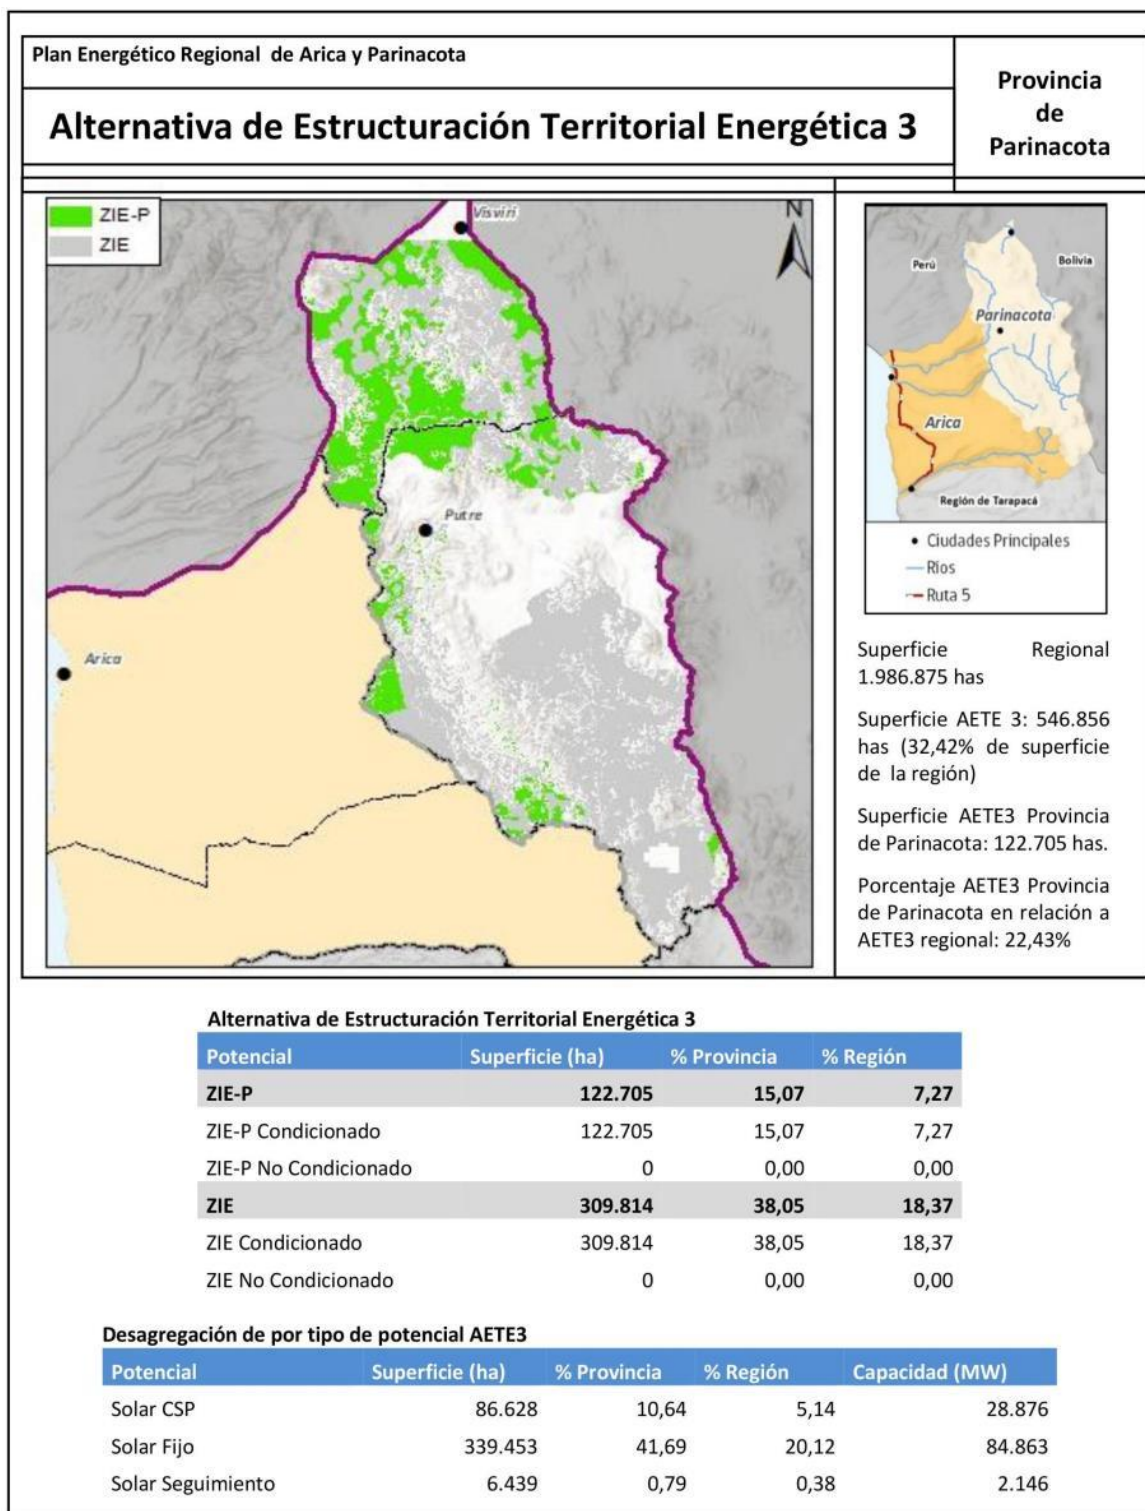 Plan Energético Regional de Arica y Parinacota
Alternativa de Estructuración Territorial Energética 3
Provincia
de
Parinacota
ZIE-P
ZIE
Visviri
N
Putre
Arica
Perú
Bolivia
Parinacota
Arica
Región de Tarapacá
Ciudades Principales
Ríos
Ruta 5
Superficie Regional
1.986.875 has
Superficie AETE 3: 546.856
has (32,42% de superficie
de la región)
Superficie AETE3 Provincia
de Parinacota: 122.705 has.
Porcentaje AETE3 Provincia
de Parinacota en relación a
AETE3 regional: 22,43%
Alternativa de Estructuración Territorial Energética 3
Potencial Superficie (ha) % Provincia % Región
ZIE-P 122.705 15,07 7,27
ZIE-P Condicionado 122.705 15,07 7,27
ZIE-P No Condicionado 0 0,00 0,00
ZIE 309.814 38,05 18,37
ZIE Condicionado 309.814 38,05 18,37
ZIE No Condicionado 0 0,00 0,00
Desagregación de por tipo de potencial AETE3
Potencial Superficie (ha) % Provincia % Región Capacidad (MW)
Solar CSP 86.628 10,64 5,14 28.876
Solar Fijo 339.453 41,69 20,12 84.863
Solar Seguimiento 6.439 0,79 0,38 2.146